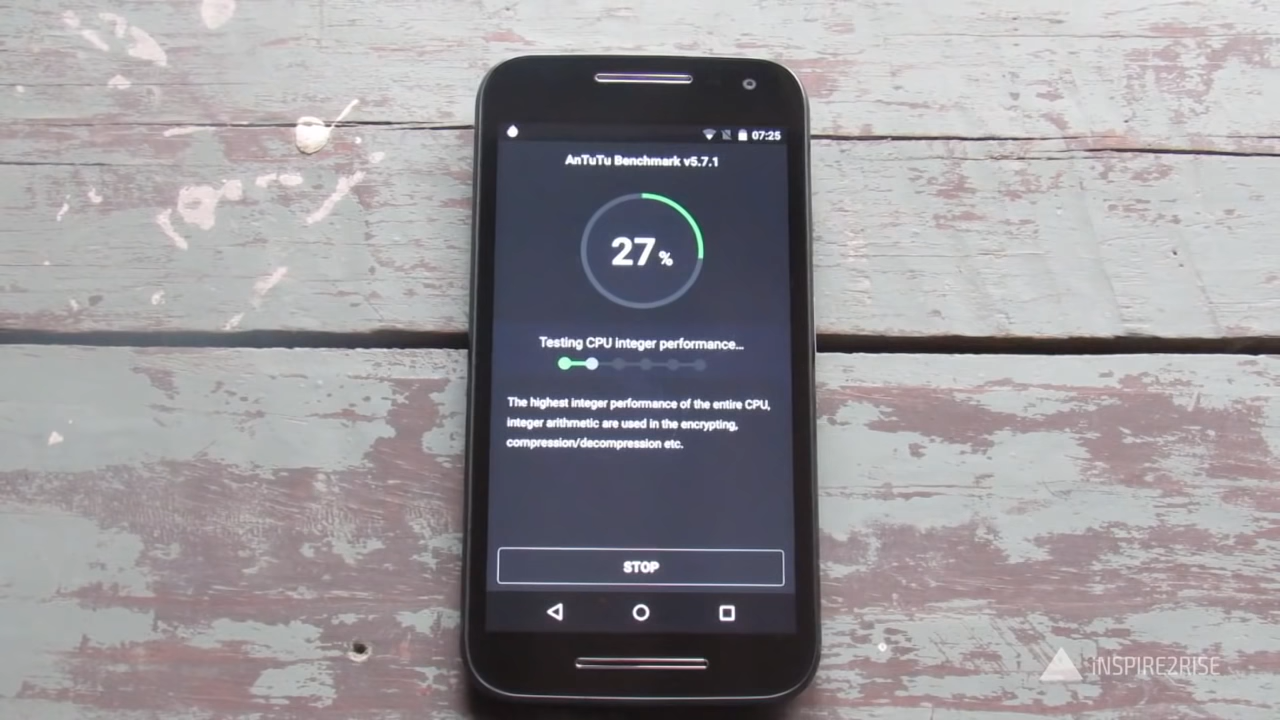 07:25
AnTuTu Benchmark v5.7.1
27%
Testing CPU integer performance...
The highest integer performance of the entire CPU,
integer arithmetic are used in the encrypting,
compression/decompression etc.
STOP
iNSPIRE2RISE